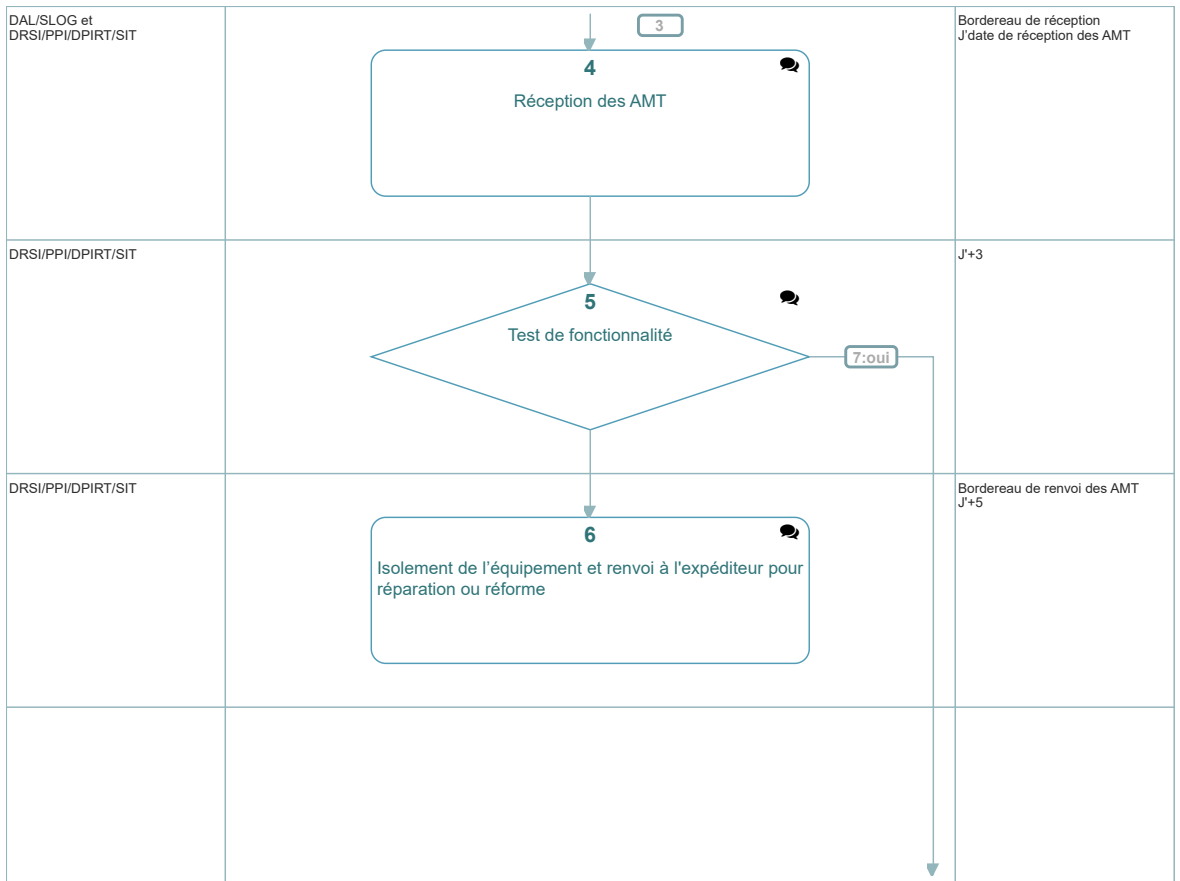 DAL/SLOG et
DRSI/PPI/DPIRT/SIT
3
Bordereau de réception
J'date de réception des AMT
4
Réception des AMT
DRSI/PPI/DPIRT/SIT
J'+3
5
Test de fonctionnalité
7:oui
DRSI/PPI/DPIRT/SIT
Bordereau de renvoi des AMT
J'+5
6
Isolement de l’équipement et renvoi à l'expéditeur pour
réparation ou réforme